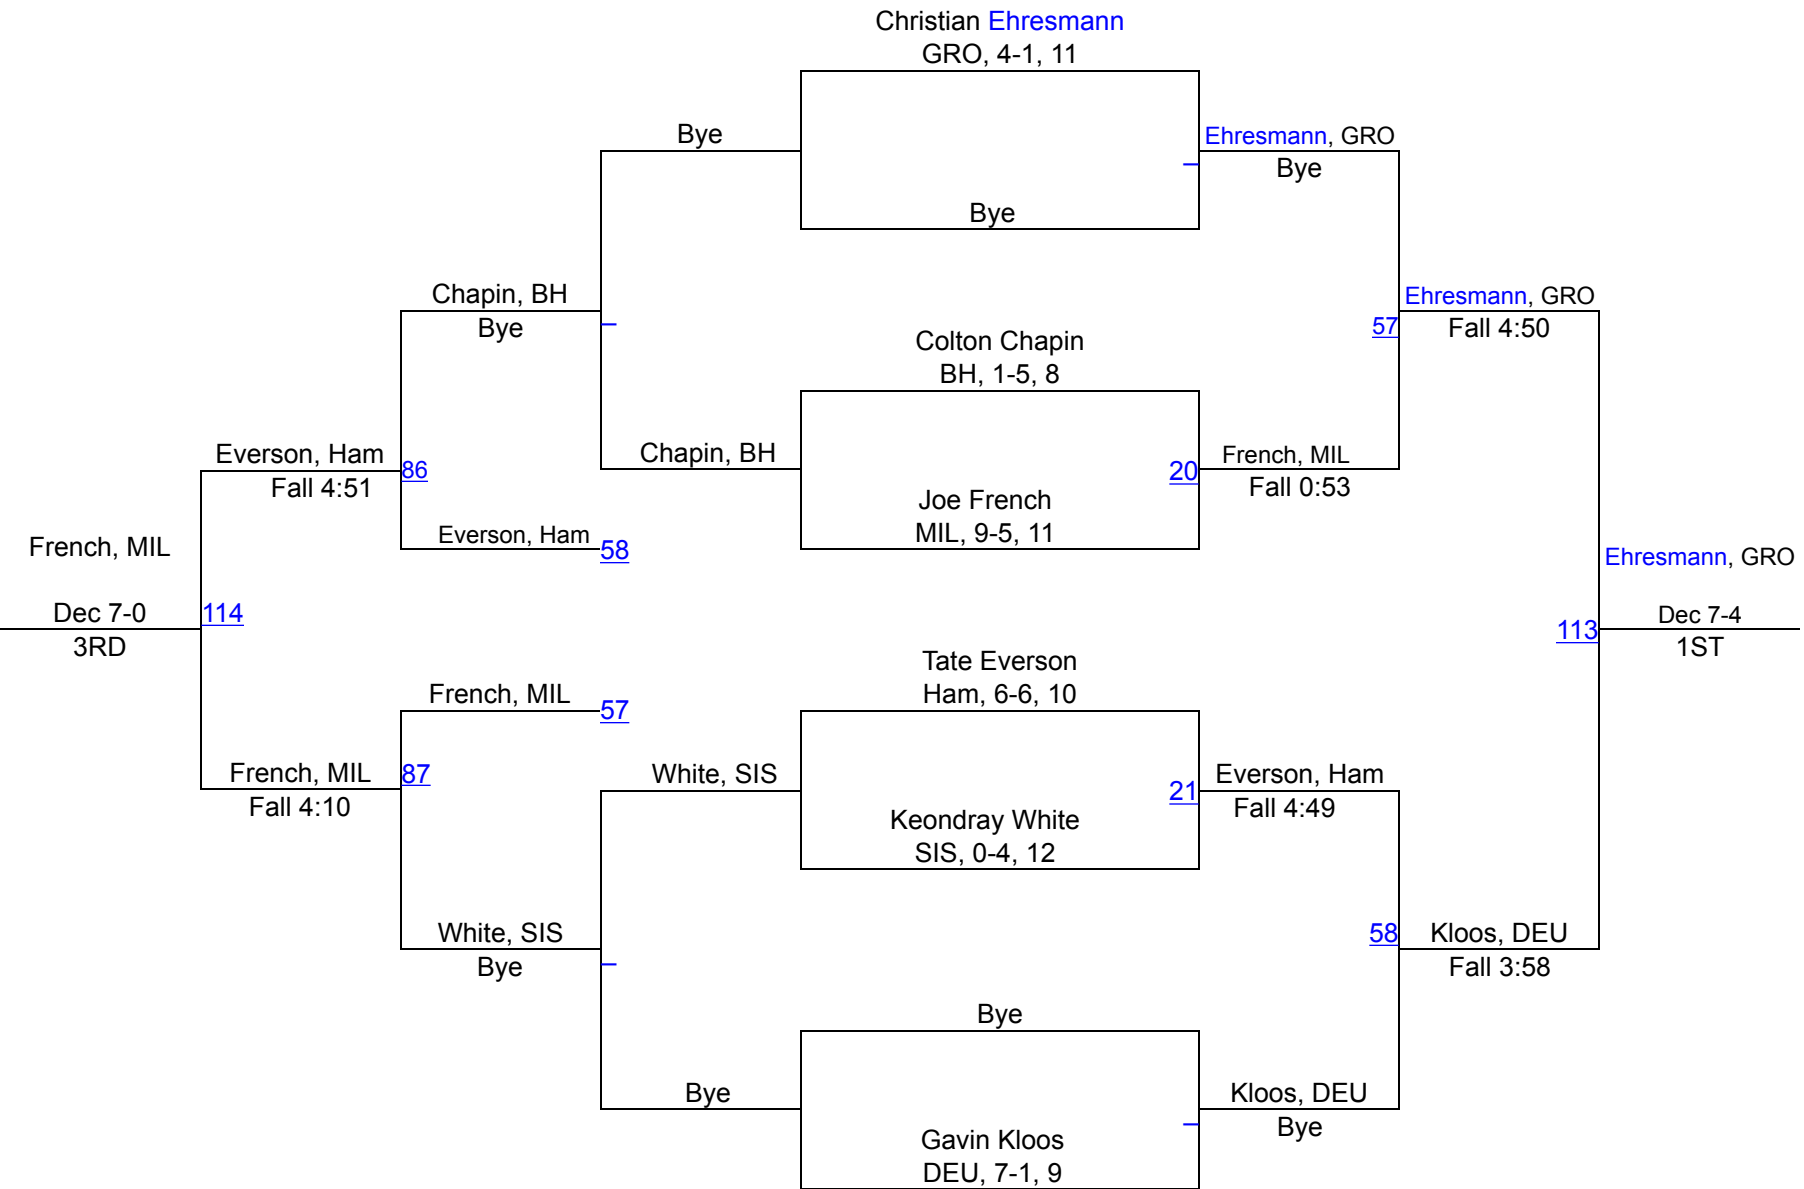 Christian Ehresmann
GRO, 4-1, 11
Bye
Ehresmann, GRO
Bye
Bye
Chapin, BH
Bye
Ehresmann, GRO
57
Fall 4:50
Colton Chapin
BH, 1-5, 8
Everson, Ham
86
Fall 4:51
Chapin, BH
20
French, MIL
Fall 0:53
Joe French
MIL, 9-5, 11
Everson, Ham
58
French, MIL
Ehresmann, GRO
Dec 7-0
114
3RD
113
Dec 7-4
1ST
Tate Everson
Ham, 6-6, 10
French, MIL
57
French, MIL
87
Fall 4:10
White, SIS
21
Everson, Ham
Fall 4:49
Keondray White
SIS, 0-4, 12
White, SIS
Bye
58
Kloos, DEU
Fall 3:58
Bye
Bye
Kloos, DEU
Bye
Gavin Kloos
DEU, 7-1, 9